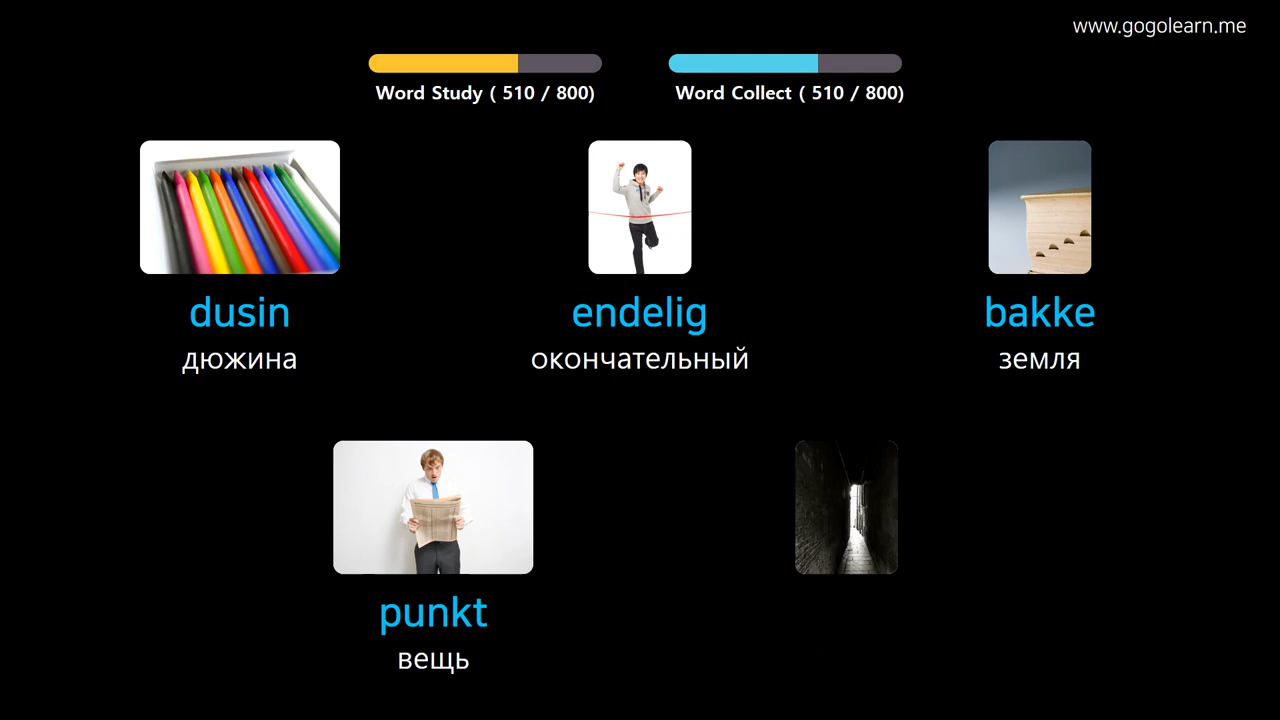 www.gogolearn.me
Word Study ( 510 / 800)
Word Collect ( 510 / 800)
dusin
дюжина
endelig
окончательный
bakke
земля
punkt
вещь